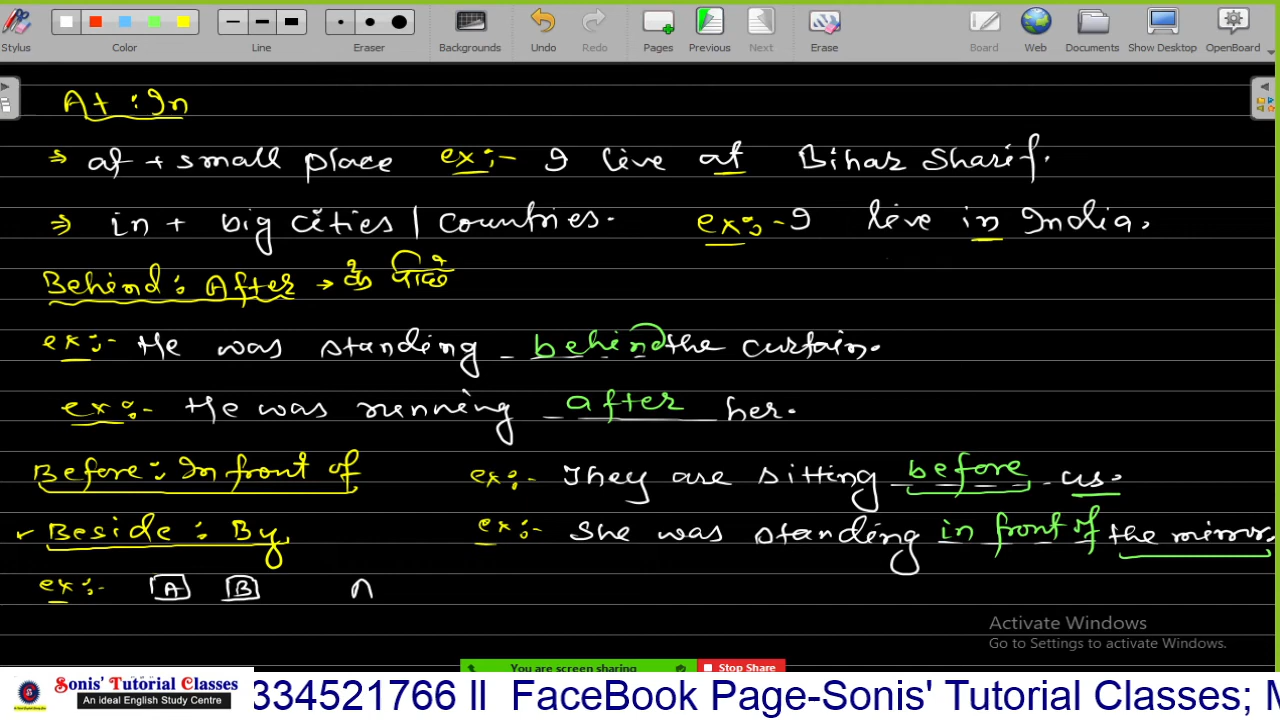 Stylus Color Line Eraser Backgrounds Undo Redo Pages Previous Next Erase Board Web Documents Show Desktop OpenBoard
At : In
⇒ at + small place ex:- I live at Bihar Sharif.
⇒ in + big cities / countries. ex:- I live in India.
Behind : After → के पीछे
ex:- He was standing behind the curtain.
ex:- He was running after her.
Before : In front of ex:- They are sitting before us.
✓ Beside : By ex:- She was standing in front of the mirror.
ex:- A B
Activate Windows
Go to Settings to activate Windows.
You are screen sharing Stop Share
Sonis' Tutorial Classes
An ideal English Study Centre
334521766 ll FaceBook Page-Sonis' Tutorial Classes; M